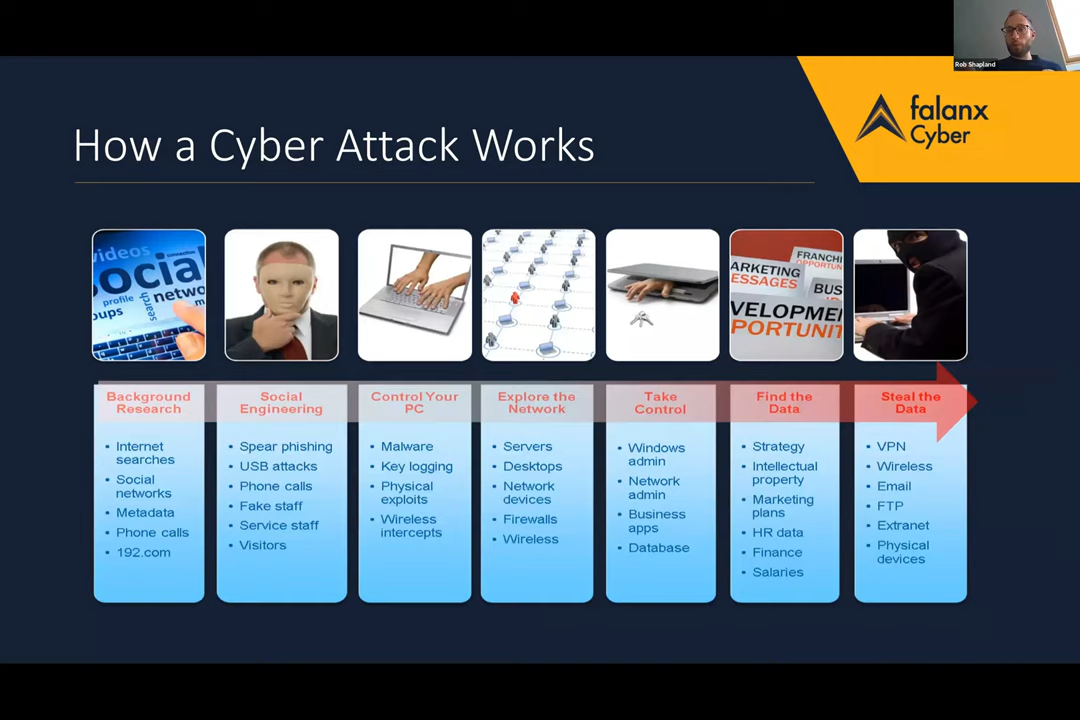 Rob Shapland
falanx
Cyber
How a Cyber Attack Works
videos
ocial
profile
search
netwo
oups
FRANCHI
OPPORTUN
ARKETING
ESSAGES
BUS
VELOPME
PPORTUNIT
Background
Research
• Internet
searches
• Social
networks
• Metadata
• Phone calls
• 192.com
Social
Engineering
• Spear phishing
• USB attacks
• Phone calls
• Fake staff
• Service staff
• Visitors
Control Your
PC
• Malware
• Key logging
• Physical
exploits
• Wireless
intercepts
Explore the
Network
• Servers
• Desktops
• Network
devices
• Firewalls
• Wireless
Take
Control
• Windows
admin
• Network
admin
• Business
apps
• Database
Find the
Data
• Strategy
• Intellectual
property
• Marketing
plans
• HR data
• Finance
• Salaries
Steal the
Data
• VPN
• Wireless
• Email
• FTP
• Extranet
• Physical
devices